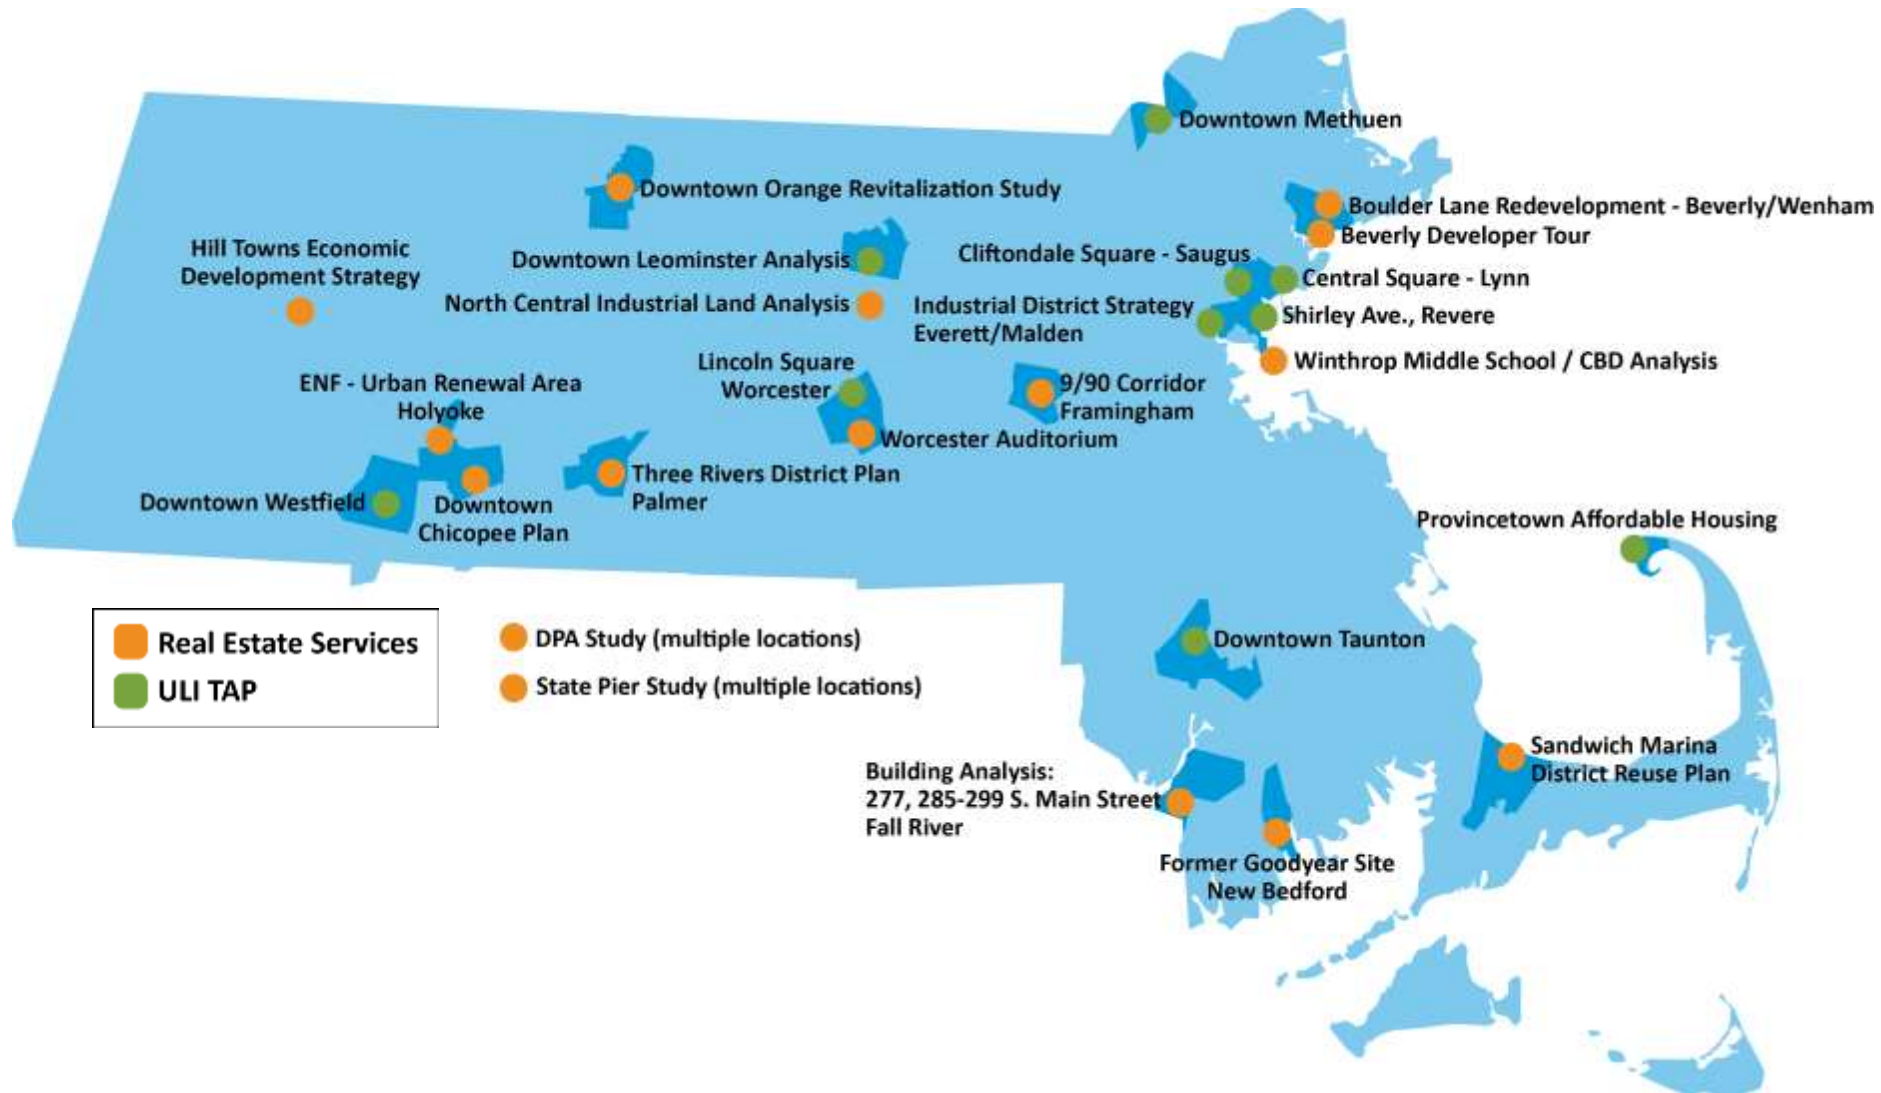 Downtown Methuen
Downtown Orange Revitalization Study
Boulder Lane Redevelopment - Beverly/Wenham
Beverly Developer Tour
Hill Towns Economic
Development Strategy
Downtown Leominster Analysis
Cliftondale Square - Saugus
Central Square - Lynn
North Central Industrial Land Analysis
Industrial District Strategy
Everett/Malden
Shirley Ave., Revere
Winthrop Middle School / CBD Analysis
Lincoln Square
Worcester
ENF - Urban Renewal Area
Holyoke
9/90 Corridor
Framingham
Worcester Auditorium
Three Rivers District Plan
Palmer
Downtown Westfield
Downtown
Chicopee Plan
Provincetown Affordable Housing
Real Estate Services
ULI TAP
DPA Study (multiple locations)
State Pier Study (multiple locations)
Downtown Taunton
Sandwich Marina
District Reuse Plan
Building Analysis:
277, 285-299 S. Main Street
Fall River
Former Goodyear Site
New Bedford